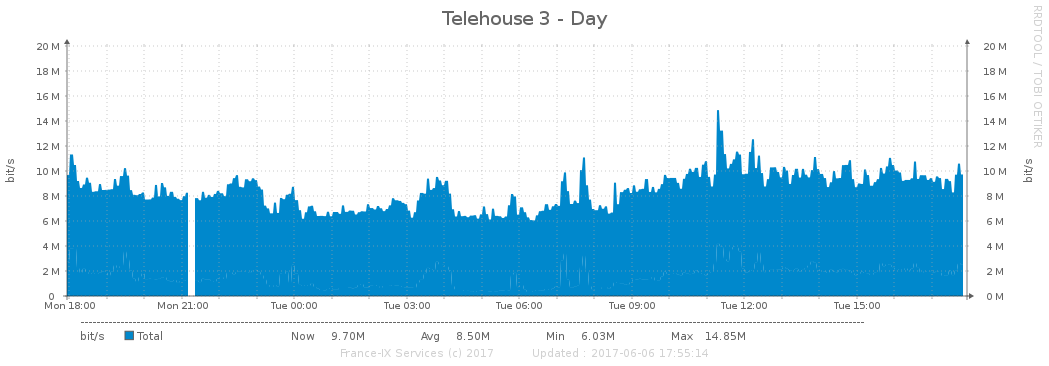 Telehouse 3 - Day
RRDTOOL / TOBI OETIKER
bit/s
20 M 20 M
18 M 18 M
16 M 16 M
14 M 14 M
12 M 12 M
10 M 10 M
8 M 8 M
6 M 6 M
4 M 4 M
2 M 2 M
0 0 M
bit/s
Mon 18:00 Mon 21:00 Tue 00:00 Tue 03:00 Tue 06:00 Tue 09:00 Tue 12:00 Tue 15:00
bit/s Total Now 9.70M Avg 8.50M Min 6.03M Max 14.85M
France-IX Services (c) 2017 Updated : 2017-06-06 17:55:14